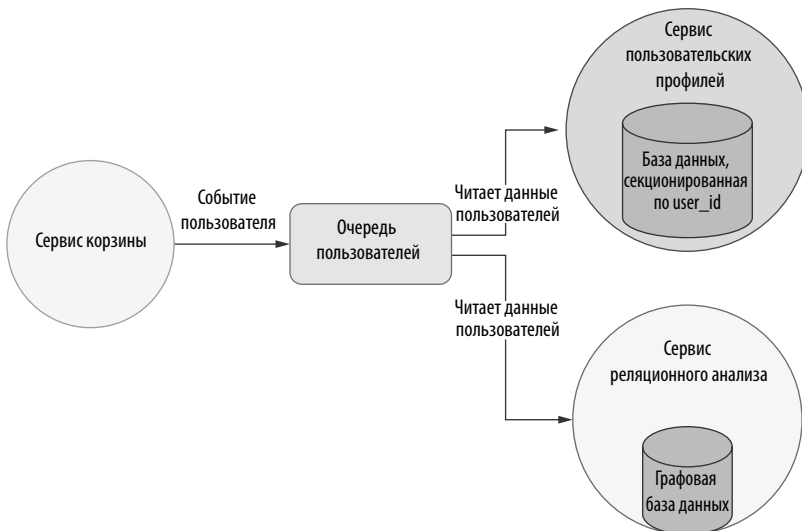 Сервис корзины
Событие
пользователя
Очередь
пользователей
Читает данные
пользователей
Сервис
пользовательских
профилей
База данных,
секционированная
по user_id
Читает данные
пользователей
Сервис
реляционного анализа
Графовая
база данных